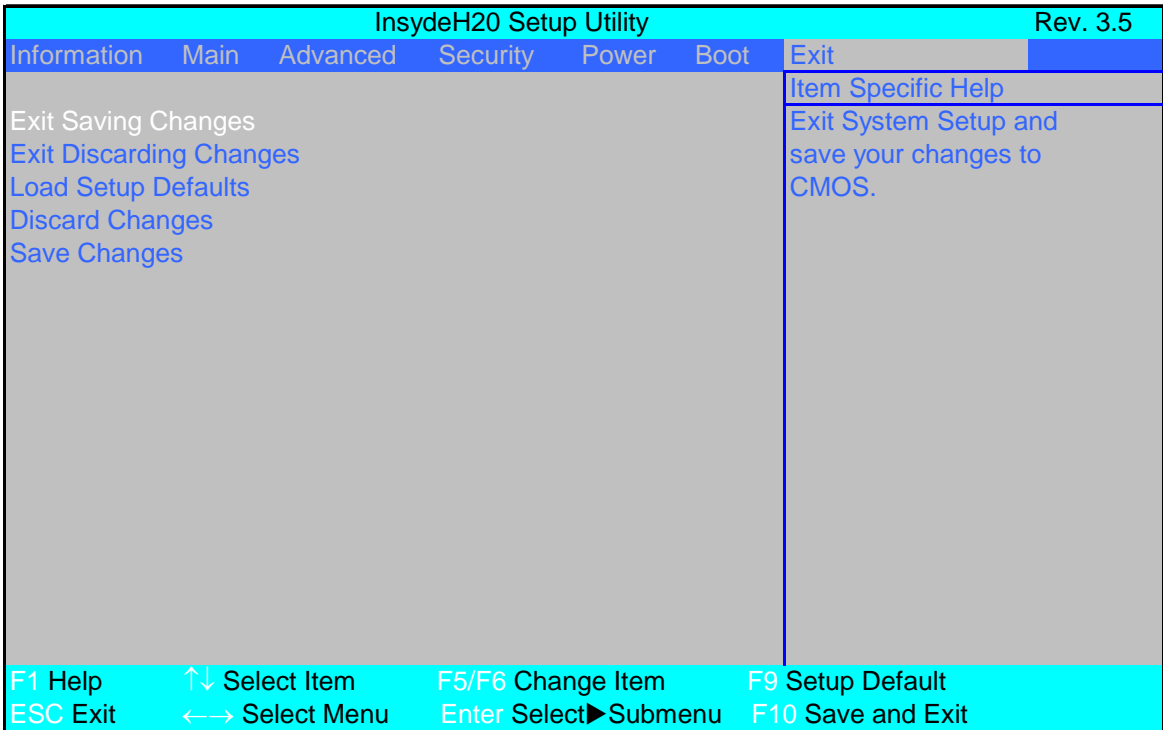 InsydeH20 Setup Utility Rev. 3.5
Information Main Advanced Security Power Boot Exit
Item Specific Help
Exit Saving Changes
Exit Discarding Changes
Load Setup Defaults
Discard Changes
Save Changes
Exit System Setup and
save your changes to
CMOS.
F1 Help ↑↓ Select Item F5/F6 Change Item F9 Setup Default
ESC Exit ←→ Select Menu Enter Select▶Submenu F10 Save and Exit